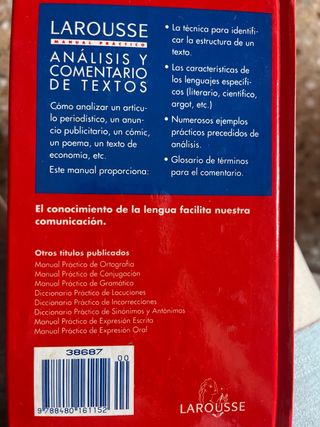 LAROUSSE
MANUAL PRÁCTICO
ANÁLISIS Y
COMENTARIO
DE TEXTOS
Cómo analizar un artícu-
lo periodístico, un anun-
cio publicitario, un cómic,
un poema, un texto de
economía, etc.
Este manual proporciona:
• La técnica para identifi-
car la estructura de un
texto.
• Las características de
los lenguajes específi-
cos (literario, científico,
argot, etc.)
• Numerosos ejemplos
prácticos precedidos de
análisis.
• Glosario de términos
para el comentario.
El conocimiento de la lengua facilita nuestra
comunicación.
Otros títulos publicados
Manual Práctico de Ortografía
Manual Práctico de Conjugación
Manual Práctico de Gramática
Diccionario Práctico de Locuciones
Diccionario Práctico de Incorrecciones
Diccionario Práctico de Sinónimos y Antónimos
Manual Práctico de Expresión Escrita
Manual Práctico de Expresión Oral
38687
00
9 788480 161152
LAROUSSE